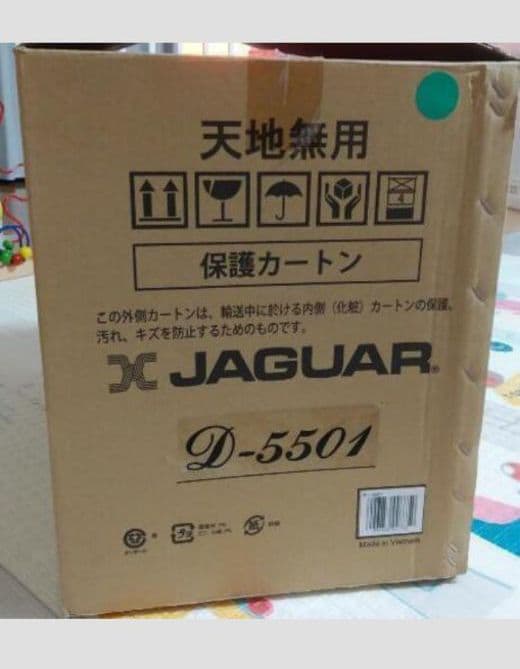 天地無用
4
保護カートン
この外側カートンは、輸送中に於ける内側（化粧）カートンの保護、
汚れ、キズを防止するためのものです。
JAGUAR®
D-5501
Made in Vietnam